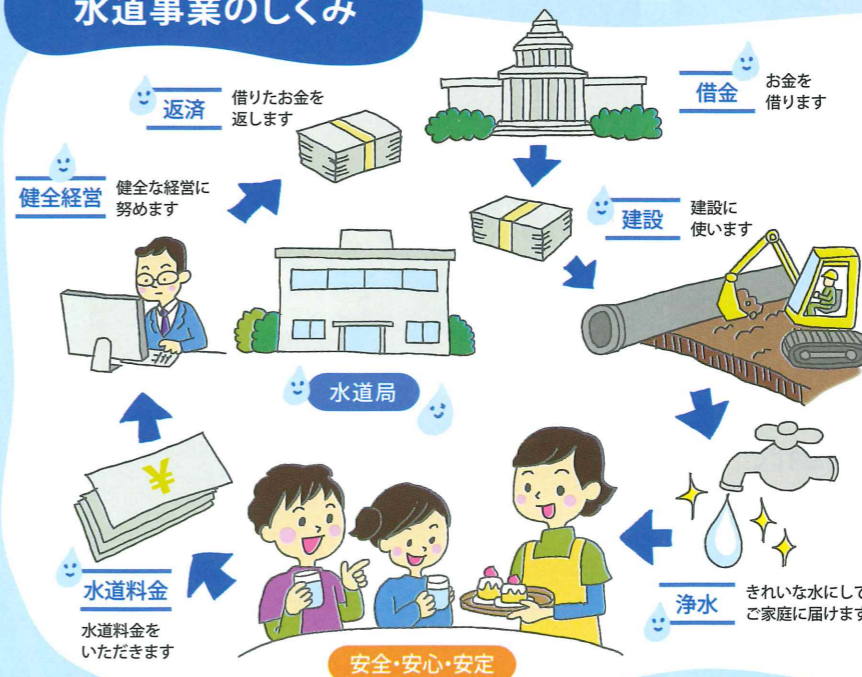 水道事業のしくみ
借金
お金を
借ります
返済
借りたお金を
返します
健全経営
健全な経営に
努めます
建設
建設に
使います
水道局
¥
水道料金
水道料金を
いただきます
浄水
きれいな水にして
ご家庭に届けます
安全・安心・安定